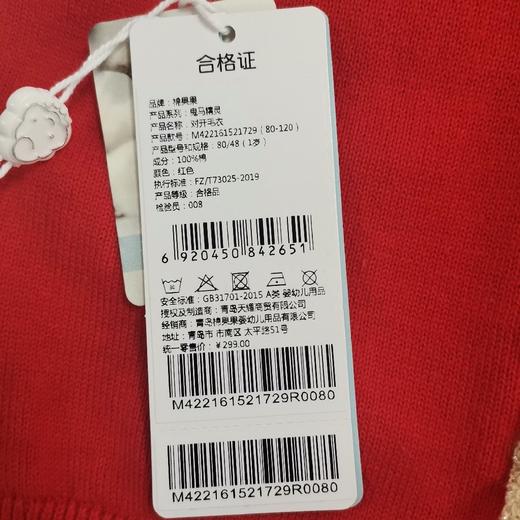 合格证
品牌：棉果果
产品系列：鬼马精灵
产品名称：对开毛衣
产品款号：M422161521729（80-120）
产品型号和规格：80/48（1岁）
成分：100%棉
颜色：红色
执行标准：FZ/T73025-2019
产品等级：合格品
检验员：008
6 920450 842651
安全标准：GB31701-2015 A类 婴幼儿用品
授权及制造商：青岛天耀商贸有限公司
经销商：青岛棉果果婴幼儿用品有限公司
地址：青岛市 市南区 太平路51号
统一零售价：￥299.00
M422161521729R0080
M422161521729R0080